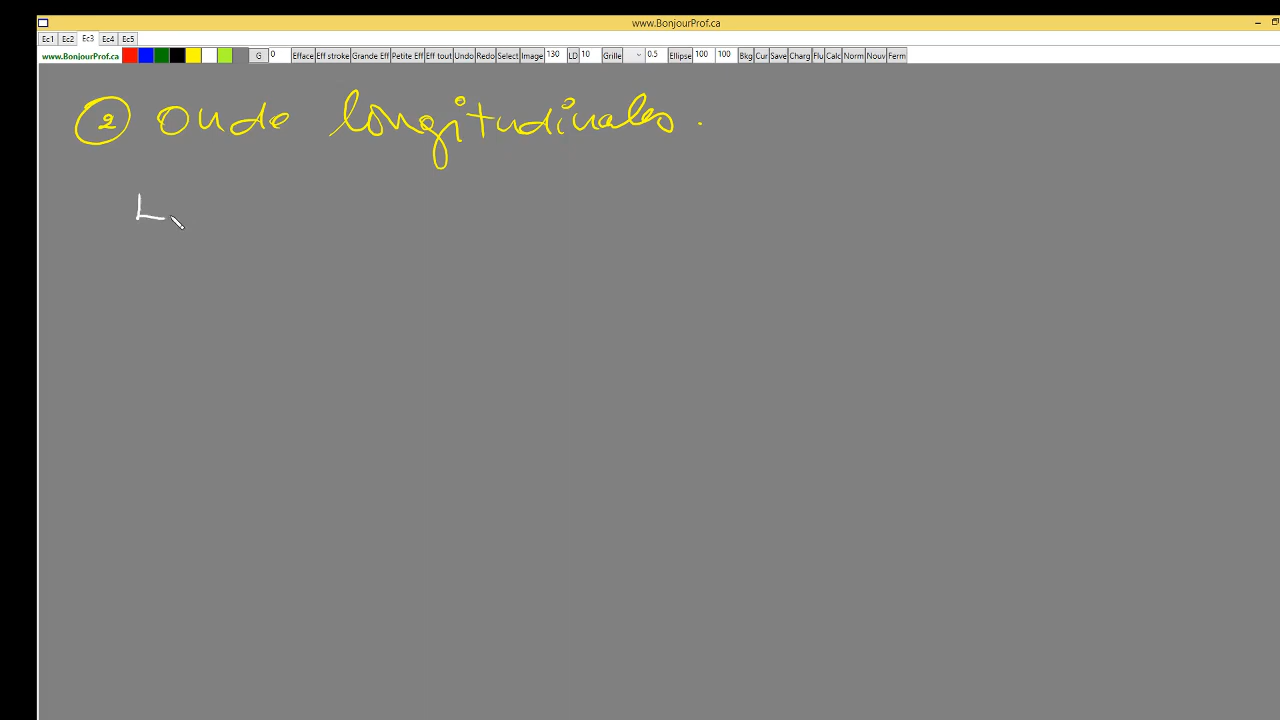 www.BonjourProf.ca
Ec1 Ec2 Ec3 Ec4 Ec5
www.BonjourProf.ca G 0 Efface Eff stroke Grande Eff Petite Eff Eff tout Undo Redo Select Image 130 LD 10 Grille 0.5 Ellipse 100 100 Bkg Cur Save Charg Flu Calc Norm Nouv Ferm
② Onde longitudinales.
L